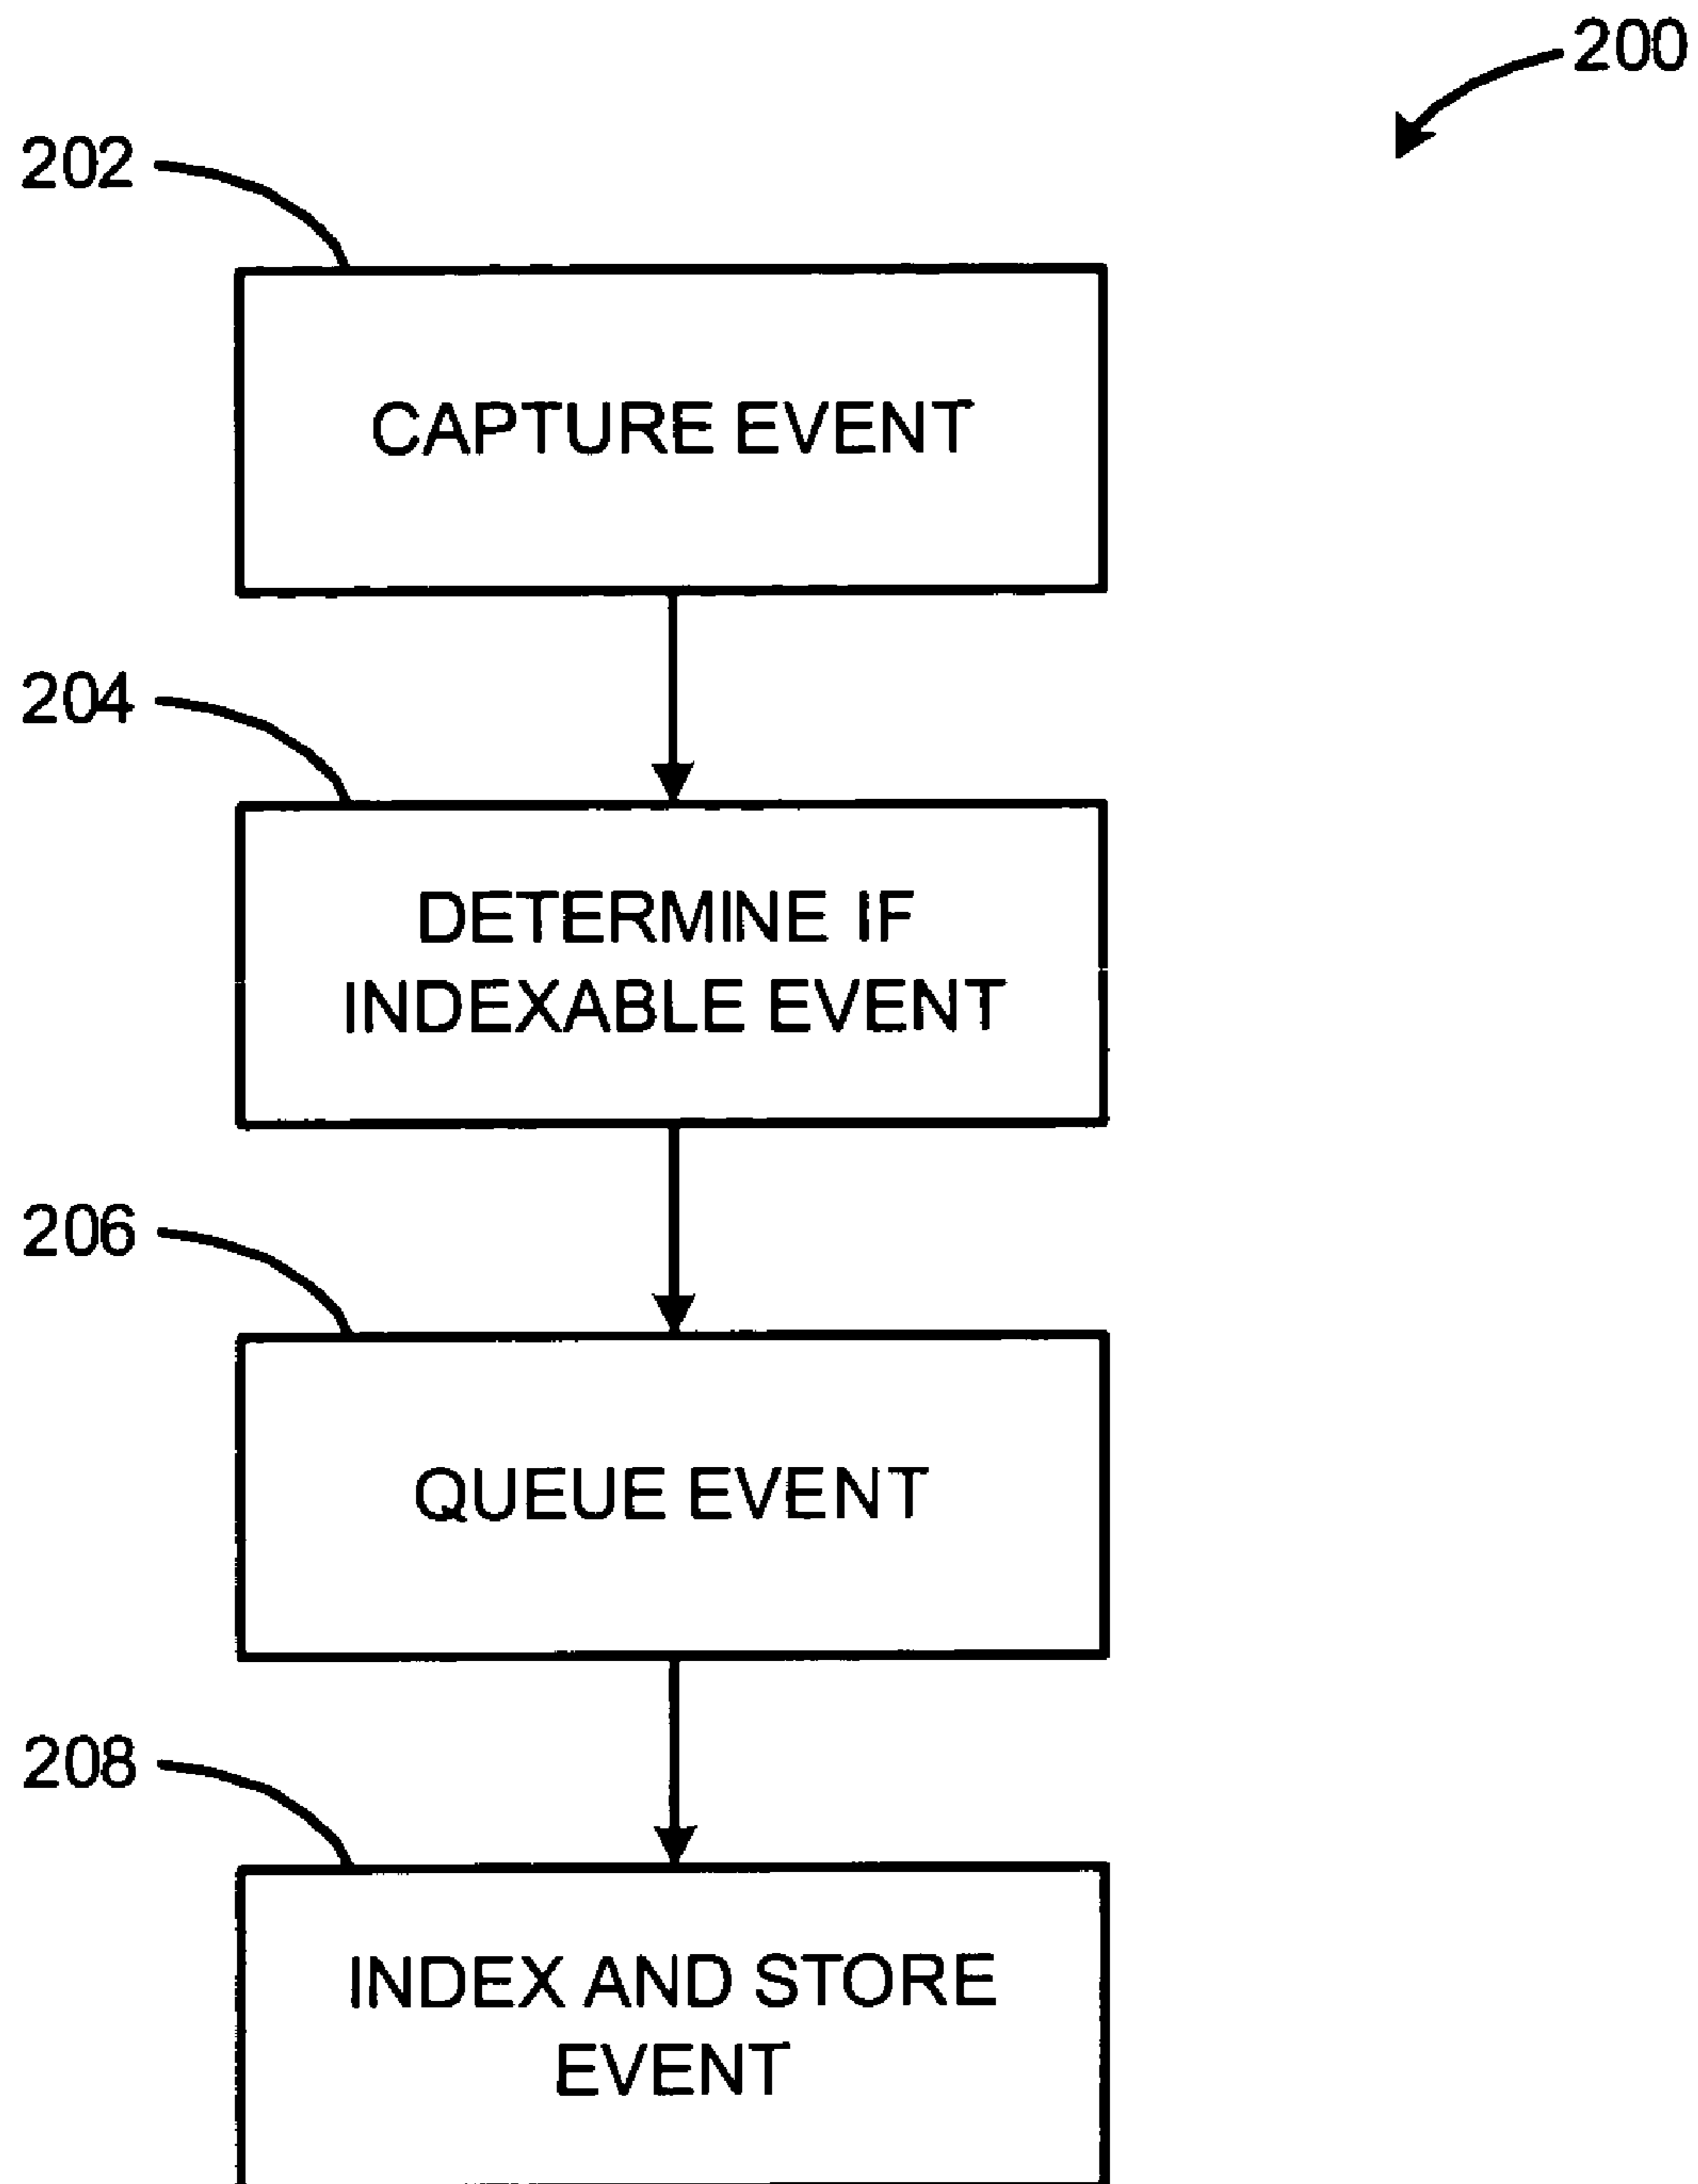 200
202
CAPTURE EVENT
204
DETERMINE IF
INDEXABLE EVENT
206
QUEUE EVENT
208
INDEX AND STORE
EVENT